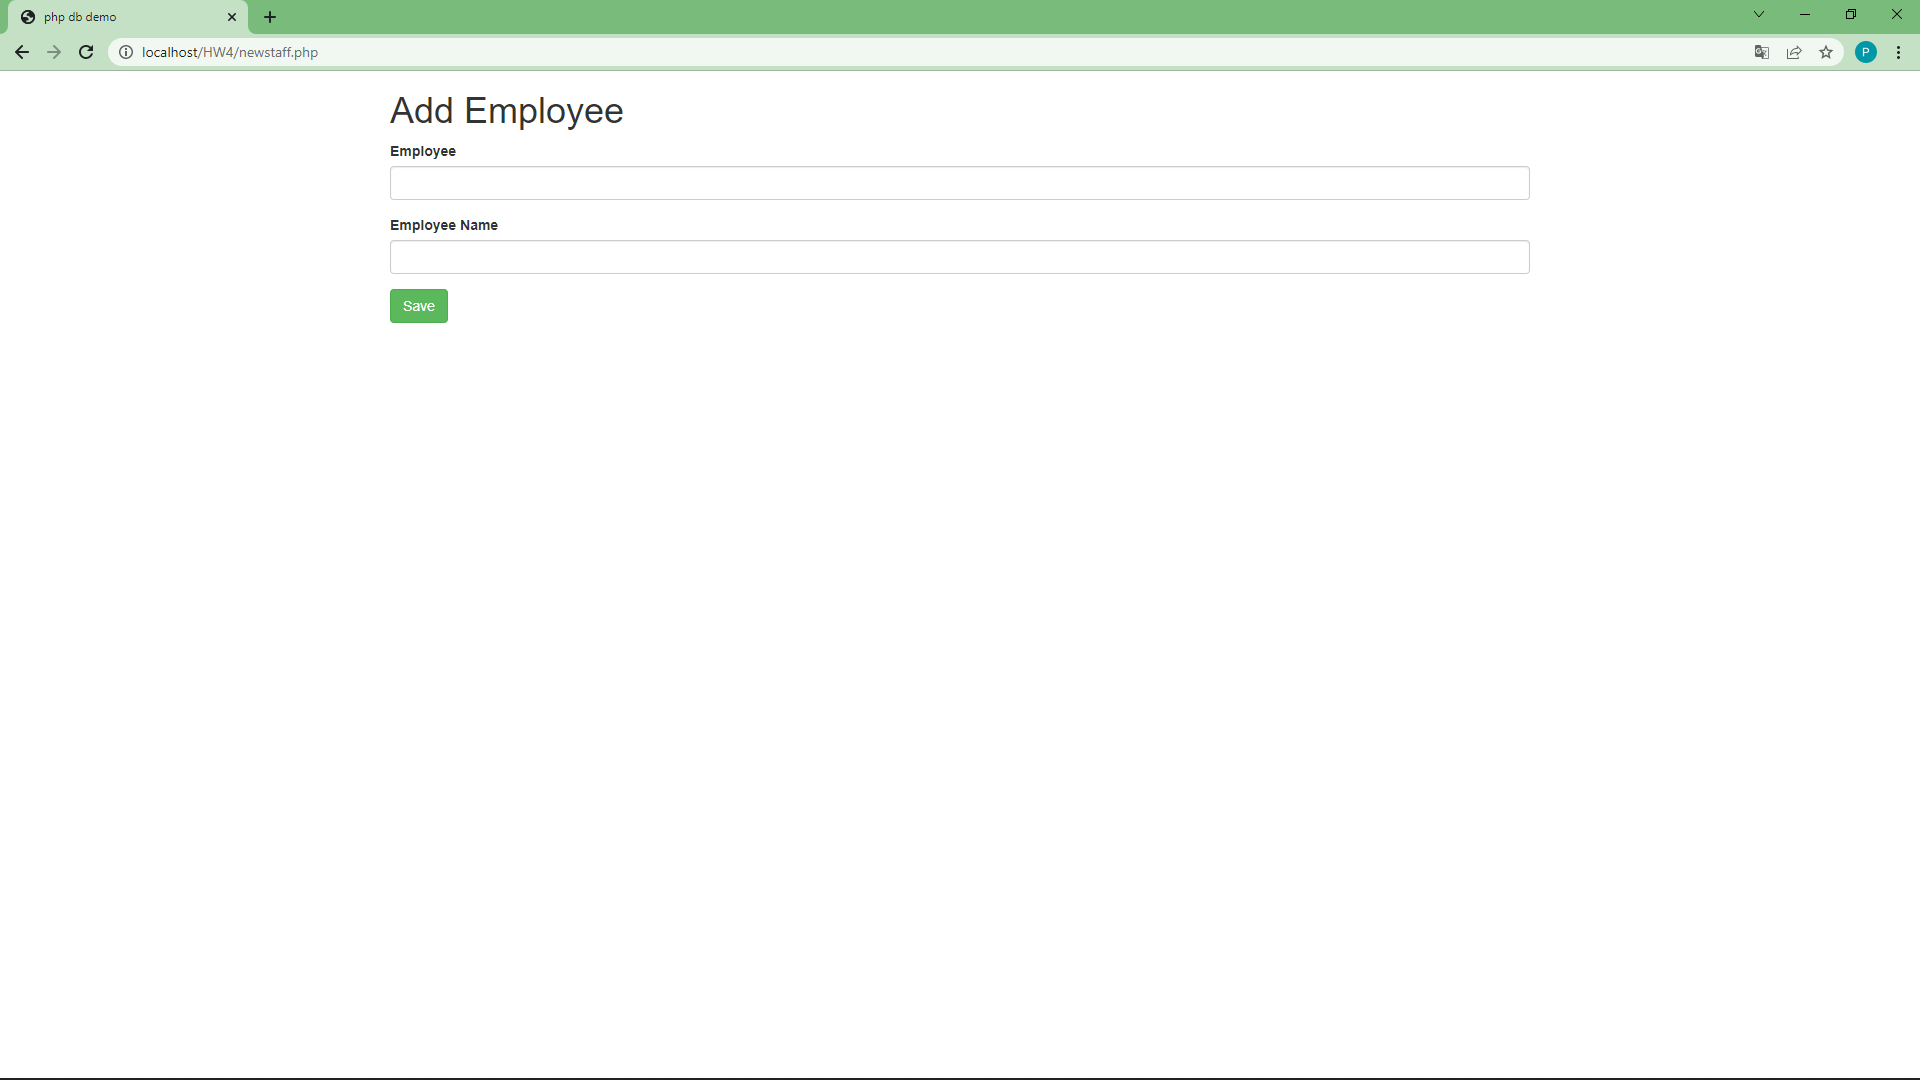 php db demo
localhost/HW4/newstaff.php
P
Add Employee
Employee
Employee Name
Save